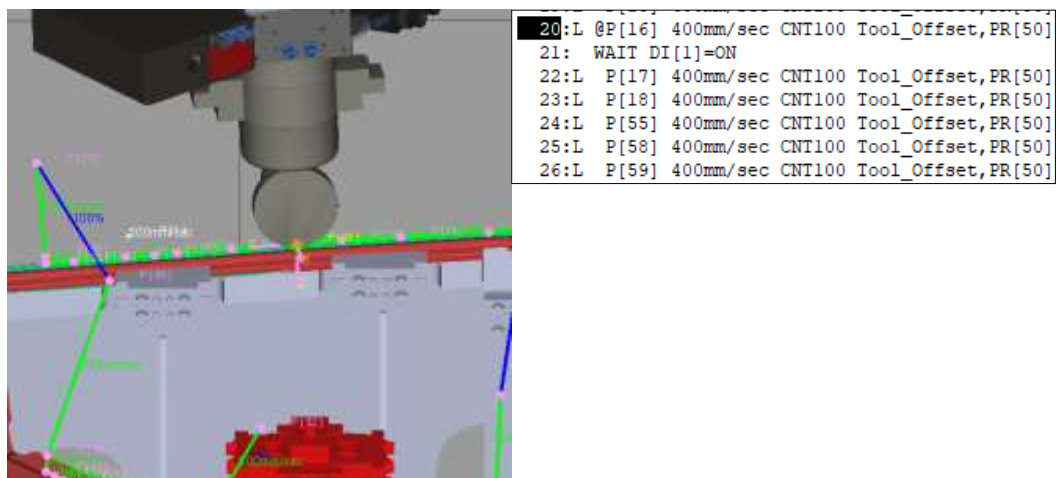 20:L @P[16] 400mm/sec CNT100 Tool_Offset,PR[50]
21: WAIT DI[1]=ON
22:L P[17] 400mm/sec CNT100 Tool_Offset,PR[50]
23:L P[18] 400mm/sec CNT100 Tool_Offset,PR[50]
24:L P[55] 400mm/sec CNT100 Tool_Offset,PR[50]
25:L P[58] 400mm/sec CNT100 Tool_Offset,PR[50]
26:L P[59] 400mm/sec CNT100 Tool_Offset,PR[50]
100%